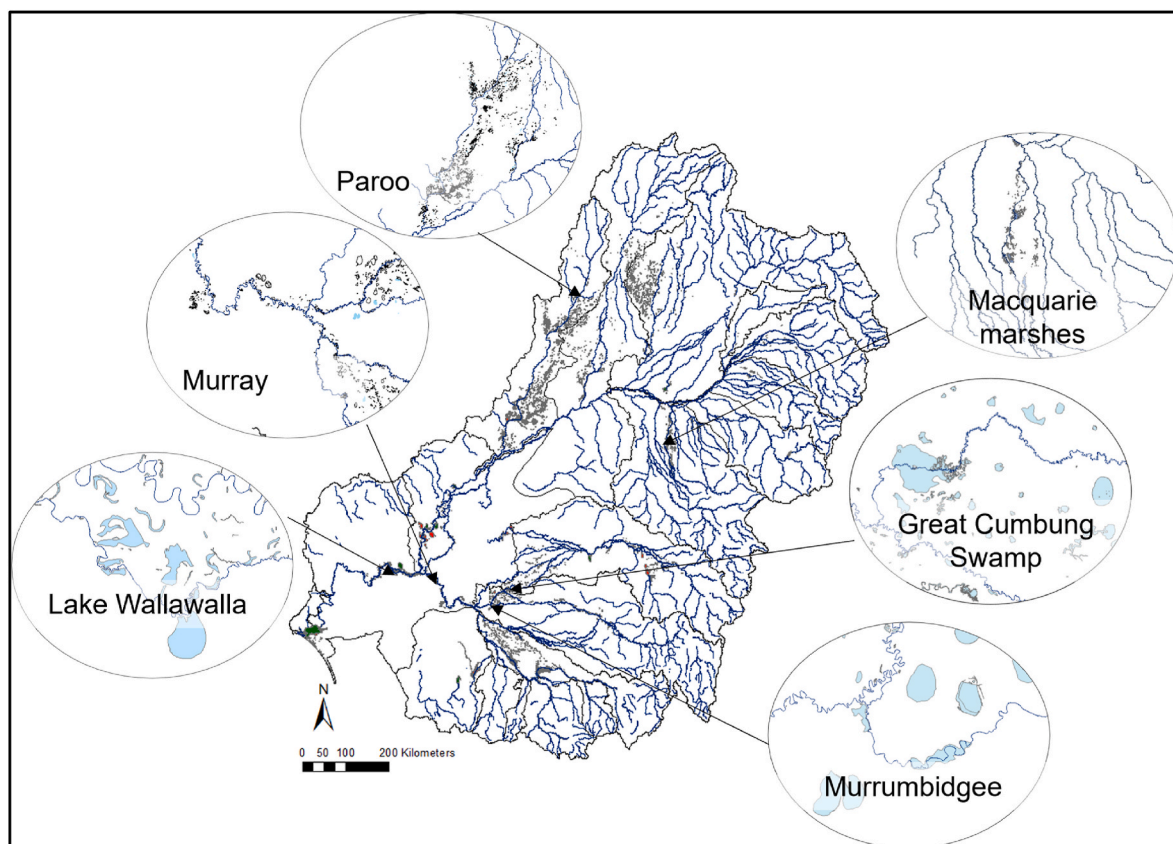 Paroo
Murray
Macquarie
marshes
Great Cumbung
Swamp
Lake Wallawalla
Murrumbidgee
N
0 50 100 200 Kilometers